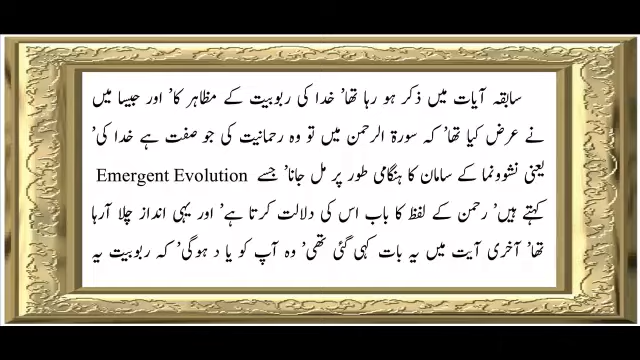 سابقہ آیات میں ذکر ہو رہا تھا’ خدا کی ربوبیت کے مظاہر کا’ اور جیسا میں
نے عرض کیا تھا’ کہ سورۃ الرحمن میں تو وہ رحمانیت کی جو صفت ہے خدا کی’
یعنی نشوونما کے سامان کا ہنگامی طور پر مل جانا’ جسے Emergent Evolution
کہتے ہیں’ رحمن کے لفظ کا باب اس کی دلالت کرتا ہے’ اور یہی انداز چلا آرہا
تھا’ آخری آیت میں یہ بات کہی گئی تھی’ وہ آپ کو یا د ہوگی’ کہ ربوبیت یہ